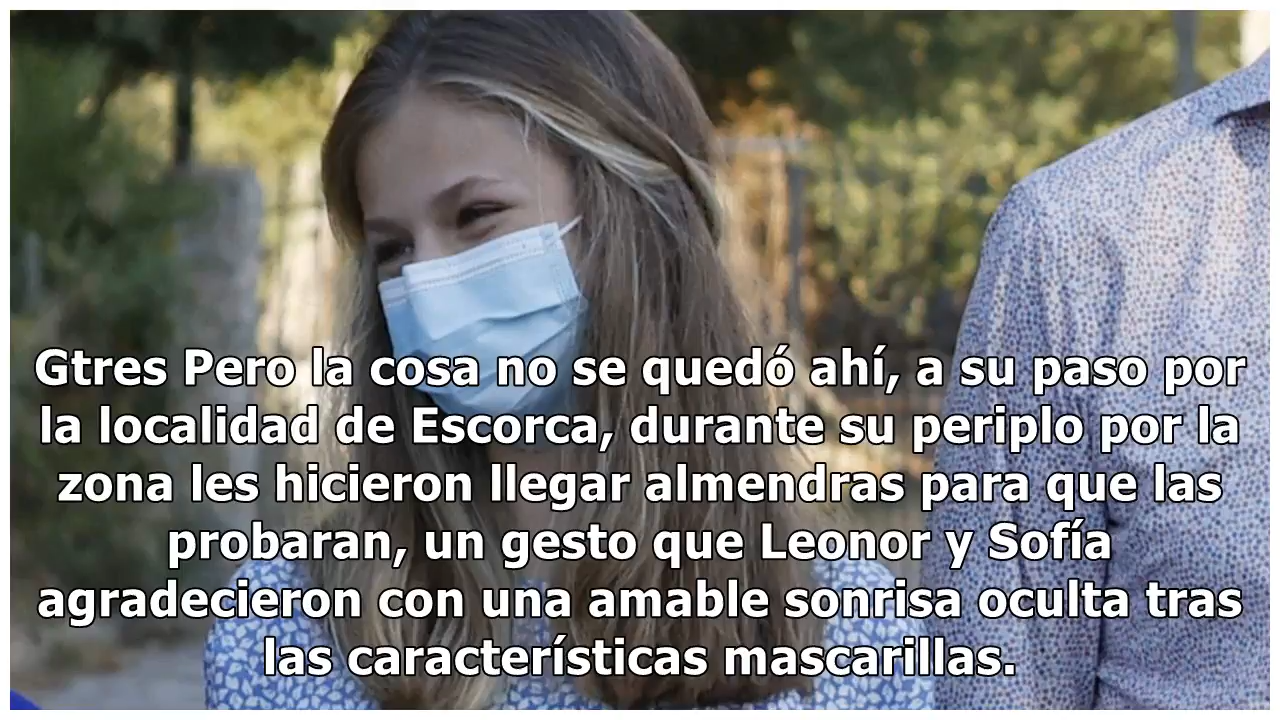 Gtres Pero la cosa no se quedó ahí, a su paso por
la localidad de Escorca, durante su periplo por la
zona les hicieron llegar almendras para que las
probaran, un gesto que Leonor y Sofía
agradecieron con una amable sonrisa oculta tras
las características mascarillas.